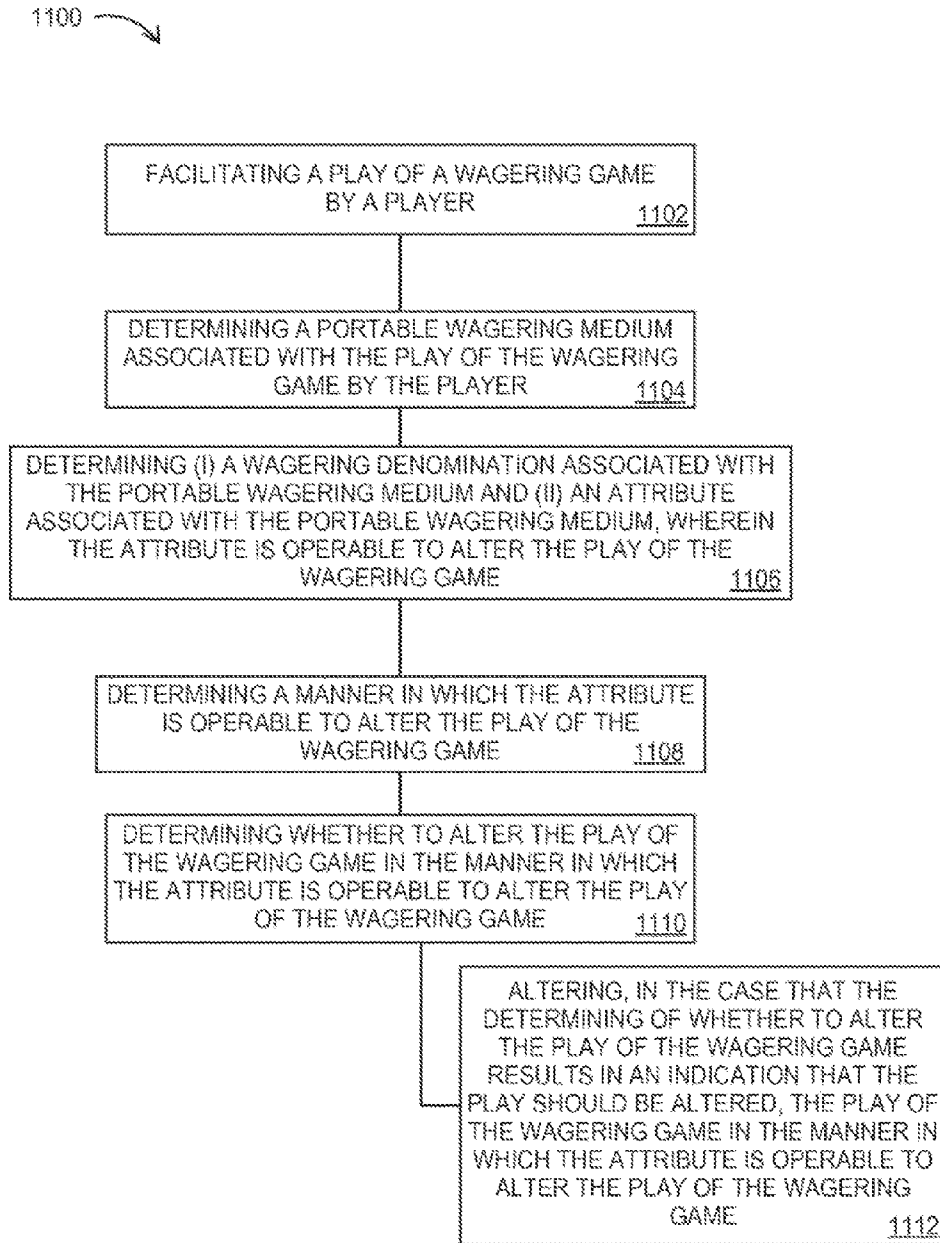 1100
FACILITATING A PLAY OF A WAGERING GAME
BY A PLAYER
1102
DETERMINING A PORTABLE WAGERING MEDIUM
ASSOCIATED WITH THE PLAY OF THE WAGERING
GAME BY THE PLAYER
1104
DETERMINING (I) A WAGERING DENOMINATION ASSOCIATED WITH
THE PORTABLE WAGERING MEDIUM AND (II) AN ATTRIBUTE
ASSOCIATED WITH THE PORTABLE WAGERING MEDIUM, WHEREIN
THE ATTRIBUTE IS OPERABLE TO ALTER THE PLAY OF THE
WAGERING GAME
1106
DETERMINING A MANNER IN WHICH THE ATTRIBUTE
IS OPERABLE TO ALTER THE PLAY OF THE
WAGERING GAME
1108
DETERMINING WHETHER TO ALTER THE PLAY OF
THE WAGERING GAME IN THE MANNER IN WHICH
THE ATTRIBUTE IS OPERABLE TO ALTER THE PLAY
OF THE WAGERING GAME
1110
ALTERING, IN THE CASE THAT THE
DETERMINING OF WHETHER TO ALTER
THE PLAY OF THE WAGERING GAME
RESULTS IN AN INDICATION THAT THE
PLAY SHOULD BE ALTERED, THE PLAY OF
THE WAGERING GAME IN THE MANNER IN
WHICH THE ATTRIBUTE IS OPERABLE TO
ALTER THE PLAY OF THE WAGERING
GAME
1112